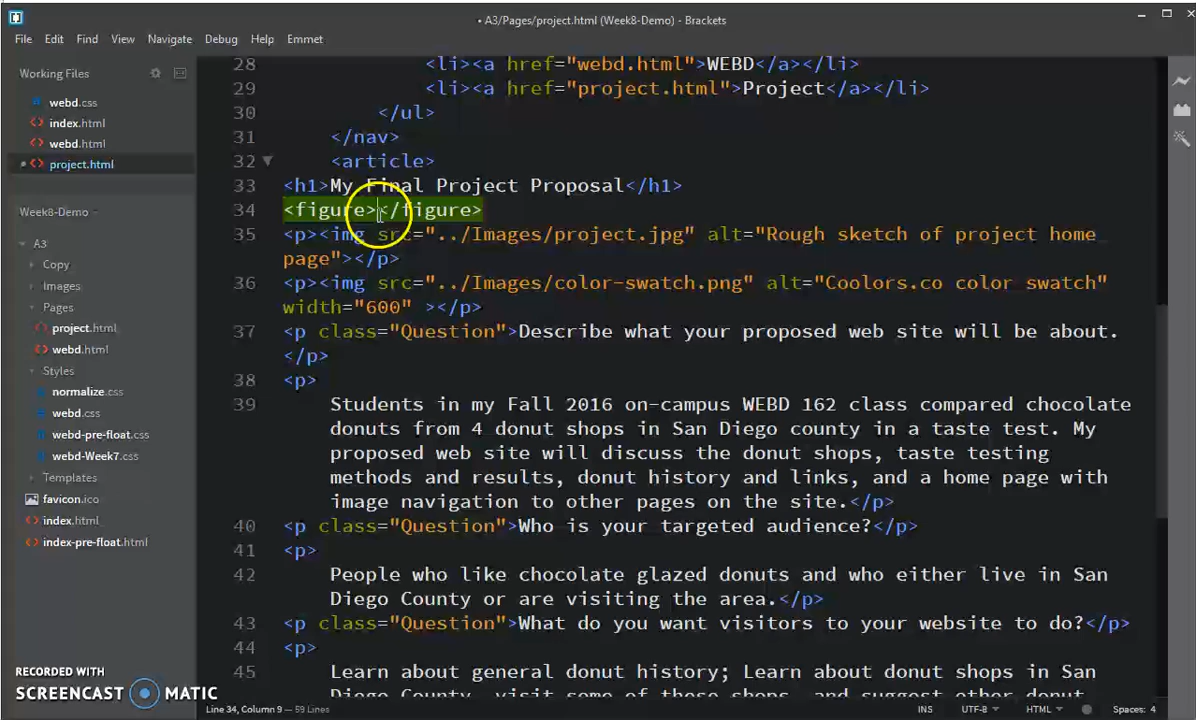 • A3/Pages/project.html (Week8-Demo) - Brackets
File Edit Find View Navigate Debug Help Emmet
Working Files
webd.css
index.html
webd.html
project.html
Week8-Demo
A3
Copy
Images
Pages
project.html
webd.html
Styles
normalize.css
webd.css
webd-pre-float.css
webd-Week7.css
Templates
favicon.ico
index.html
index-pre-float.html
28 <li><a href="webd.html">WEBD</a></li>
29 <li><a href="project.html">Project</a></li>
30 </ul>
31 </nav>
32 <article>
33 <h1>My Final Project Proposal</h1>
34 <figure></figure>
35 <p><img src="../Images/project.jpg" alt="Rough sketch of project home
page"></p>
36 <p><img src="../Images/color-swatch.png" alt="Coolors.co color swatch"
width="600" ></p>
37 <p class="Question">Describe what your proposed web site will be about.
</p>
38 <p>
39 Students in my Fall 2016 on-campus WEBD 162 class compared chocolate
donuts from 4 donut shops in San Diego county in a taste test. My
proposed web site will discuss the donut shops, taste testing
methods and results, donut history and links, and a home page with
image navigation to other pages on the site.</p>
40 <p class="Question">Who is your targeted audience?</p>
41 <p>
42 People who like chocolate glazed donuts and who either live in San
Diego County or are visiting the area.</p>
43 <p class="Question">What do you want visitors to your website to do?</p>
44 <p>
45 Learn about general donut history; Learn about donut shops in San
Diego County, visit some of those shops, and suggest other donut
RECORDED WITH
SCREENCAST MATIC
Line 34, Column 9 — 59 Lines
INS UTF-8 HTML Spaces: 4